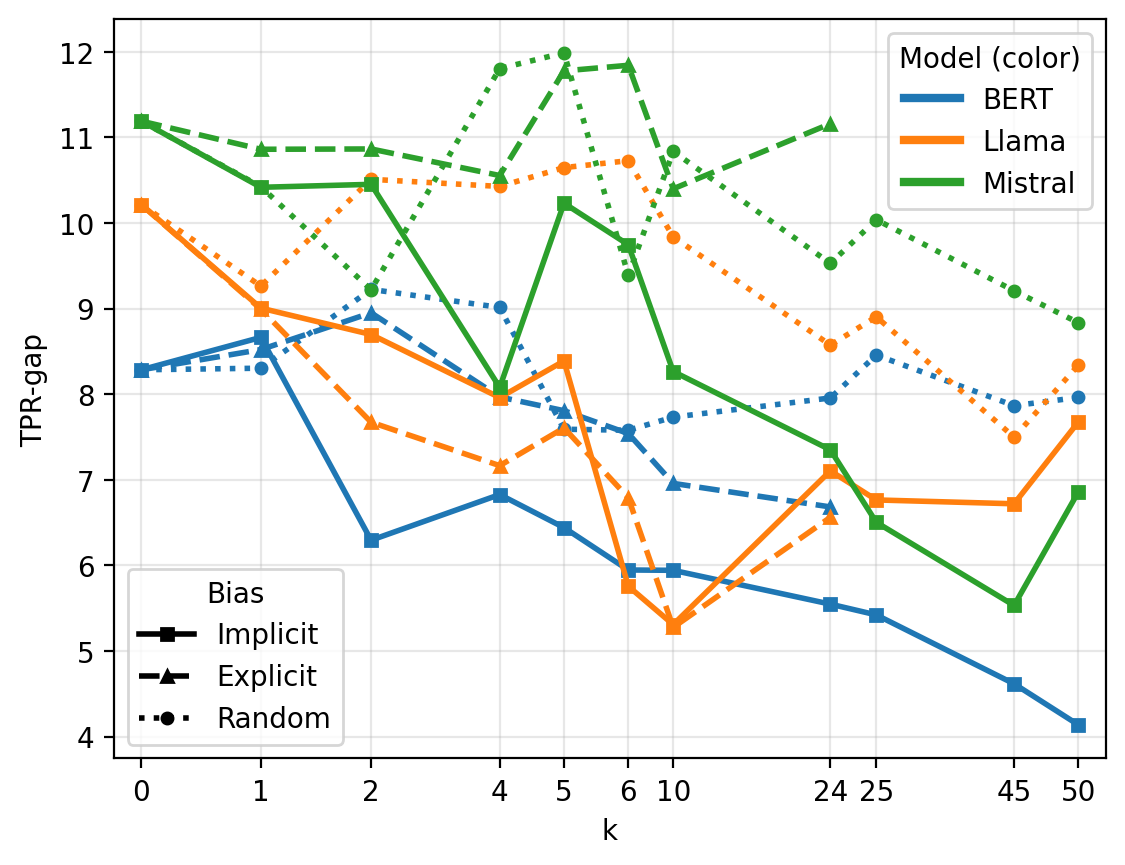 12
11
10
9
8
7
6
5
4
TPR-gap
Model (color)
BERT
Llama
Mistral
Bias
Implicit
Explicit
Random
0 1 2 4 5 6 10 24 25 45 50
k